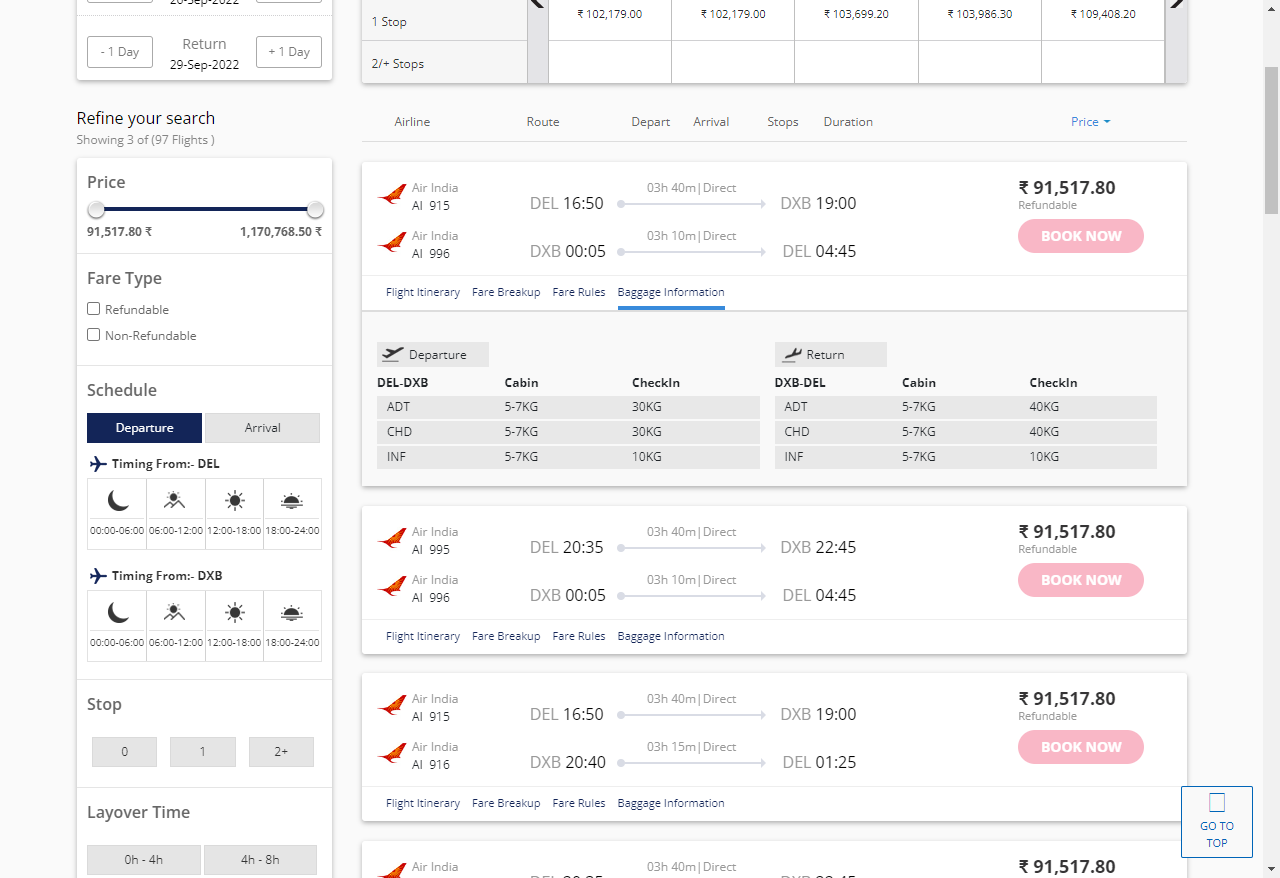 20-Sep-2022
- 1 Day
Return
29-Sep-2022
+ 1 Day
1 Stop
₹ 102,179.00
₹ 102,179.00
₹ 103,699.20
₹ 103,986.30
₹ 109,408.20
2/+ Stops
Refine your search
Showing 3 of (97 Flights )
Price
91,517.80 ₹
1,170,768.50 ₹
Fare Type
Refundable
Non-Refundable
Schedule
Departure
Arrival
Timing From:- DEL
00:00-06:00
06:00-12:00
12:00-18:00
18:00-24:00
Timing From:- DXB
00:00-06:00
06:00-12:00
12:00-18:00
18:00-24:00
Stop
0
1
2+
Layover Time
0h - 4h
4h - 8h
Airline
Route
Depart
Arrival
Stops
Duration
Price
Air India
AI 915
DEL 16:50
03h 40m|Direct
DXB 19:00
₹ 91,517.80
Refundable
BOOK NOW
Air India
AI 996
DXB 00:05
03h 10m|Direct
DEL 04:45
Flight Itinerary
Fare Breakup
Fare Rules
Baggage Information
Departure
DEL-DXB Cabin CheckIn
ADT 5-7KG 30KG
CHD 5-7KG 30KG
INF 5-7KG 10KG
Return
DXB-DEL Cabin CheckIn
ADT 5-7KG 40KG
CHD 5-7KG 40KG
INF 5-7KG 10KG
Air India
AI 995
DEL 20:35
03h 40m|Direct
DXB 22:45
₹ 91,517.80
Refundable
BOOK NOW
Air India
AI 996
DXB 00:05
03h 10m|Direct
DEL 04:45
Flight Itinerary
Fare Breakup
Fare Rules
Baggage Information
Air India
AI 915
DEL 16:50
03h 40m|Direct
DXB 19:00
₹ 91,517.80
Refundable
BOOK NOW
Air India
AI 916
DXB 20:40
03h 15m|Direct
DEL 01:25
Flight Itinerary
Fare Breakup
Fare Rules
Baggage Information
Air India
03h 40m|Direct
₹ 91,517.80
GO TO
TOP